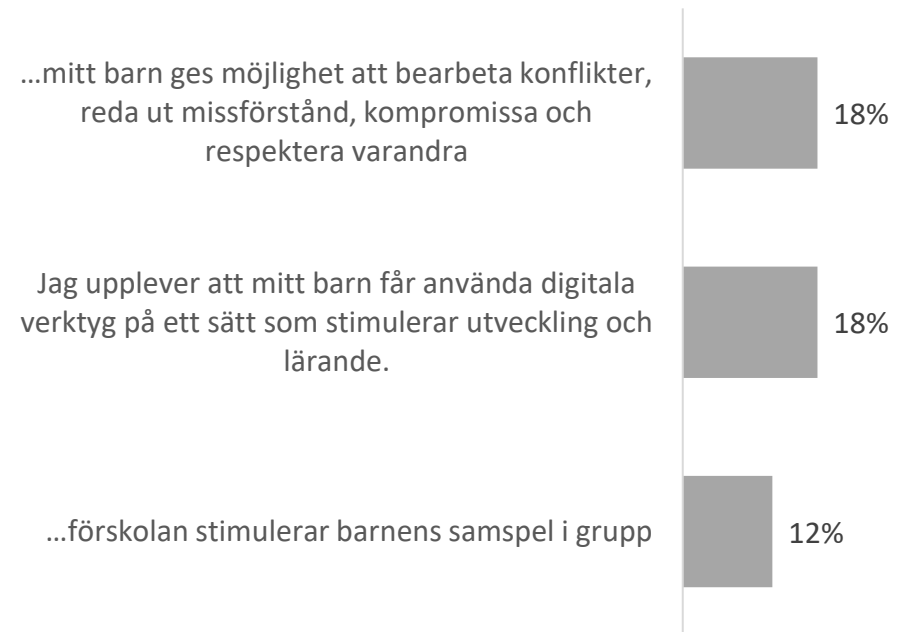 …mitt barn ges möjlighet att bearbeta konflikter,
reda ut missförstånd, kompromissa och
respektera varandra
18%
Jag upplever att mitt barn får använda digitala
verktyg på ett sätt som stimulerar utveckling och
lärande.
18%
…förskolan stimulerar barnens samspel i grupp
12%